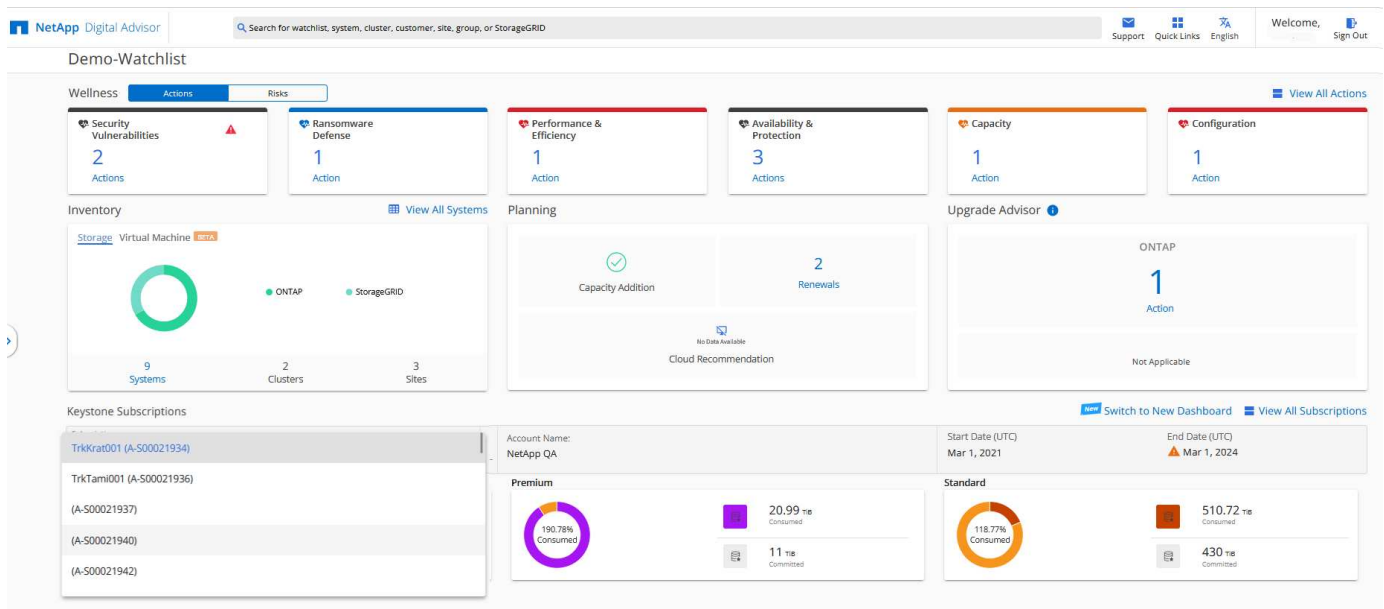 NetApp Digital Advisor
Search for watchlist, system, cluster, customer, site, group, or StorageGRID
Support
Quick Links
English
Welcome,
Sign Out
Demo-Watchlist
Wellness
Actions
Risks
View All Actions
Security
Vulnerabilities
2
Actions
Ransomware
Defense
1
Action
Performance &
Efficiency
1
Action
Availability &
Protection
3
Actions
Capacity
1
Action
Configuration
1
Action
Inventory
View All Systems
Storage
Virtual Machine
BETA
ONTAP
StorageGRID
9
Systems
2
Clusters
3
Sites
Planning
Capacity Addition
2
Renewals
No Data Available
Cloud Recommendation
Upgrade Advisor
ONTAP
1
Action
Not Applicable
Keystone Subscriptions
New
Switch to New Dashboard
View All Subscriptions
TrkKrat001 (A-S00021934)
TrkTami001 (A-S00021936)
(A-S00021937)
(A-S00021940)
(A-S00021942)
Account Name:
NetApp QA
Start Date (UTC)
Mar 1, 2021
End Date (UTC)
Mar 1, 2024
Premium
190.78%
Consumed
20.99 TiB
Consumed
11 TiB
Committed
Standard
118.77%
Consumed
510.72 TiB
Consumed
430 TiB
Committed